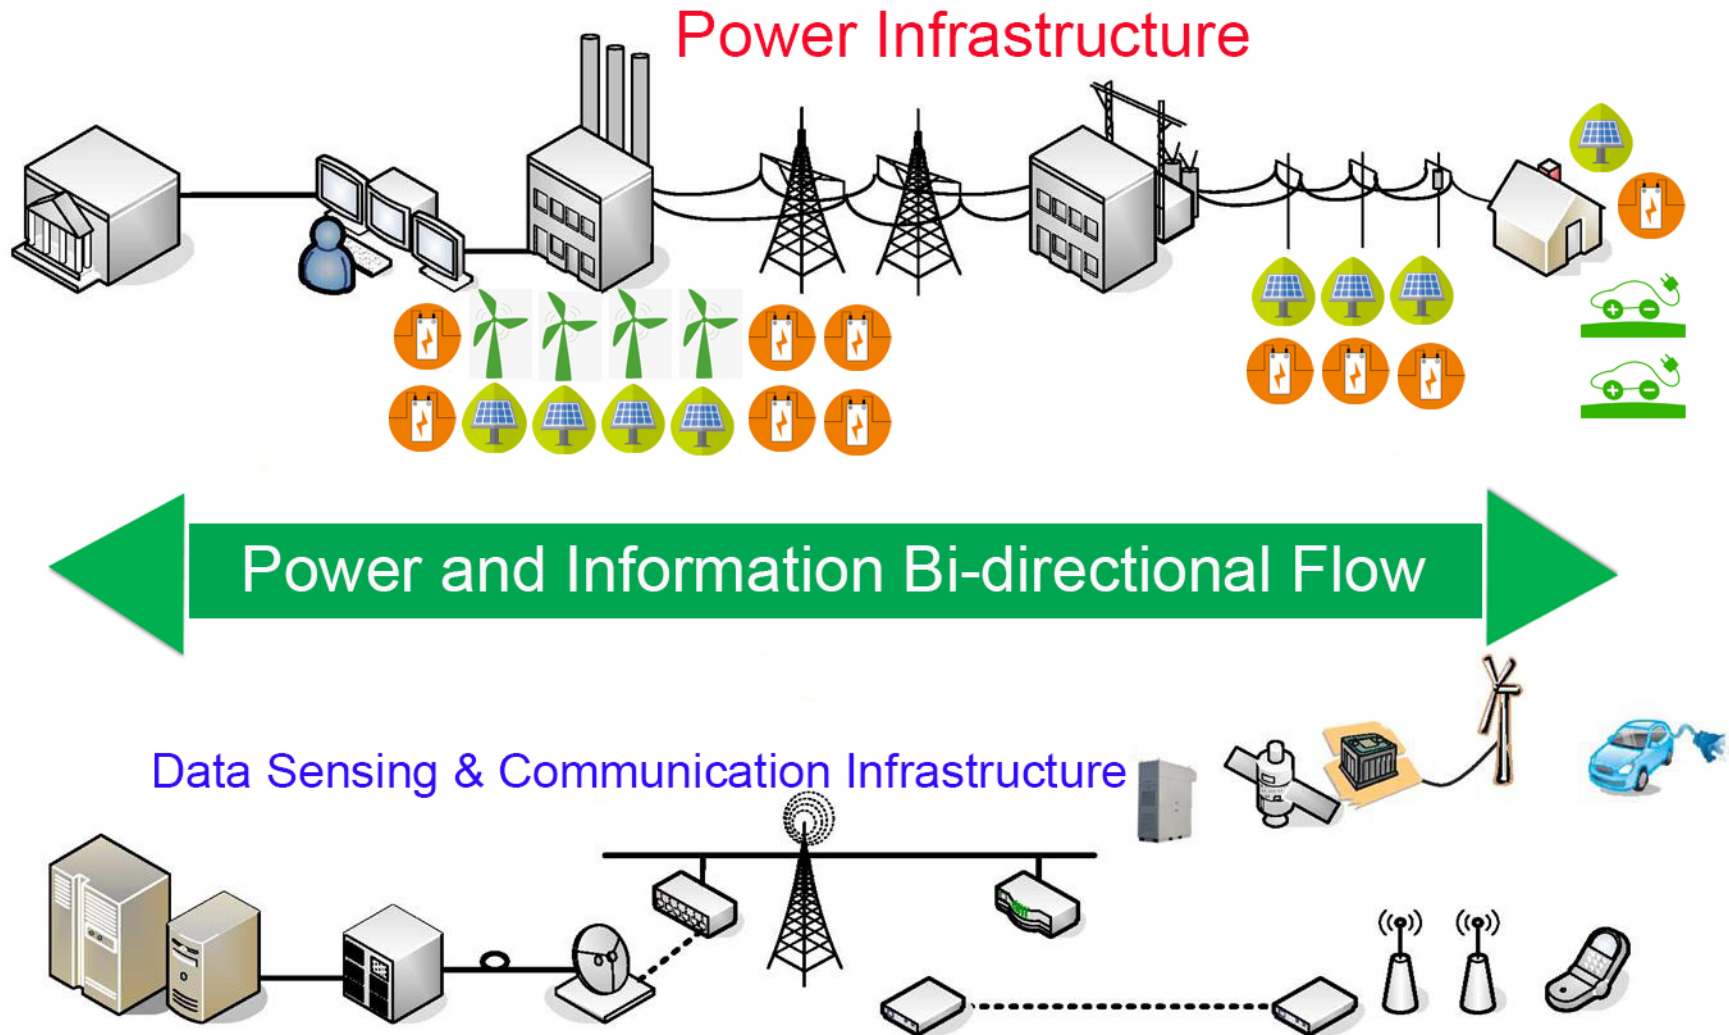 Power Infrastructure
Power and Information Bi-directional Flow
Data Sensing & Communication Infrastructure